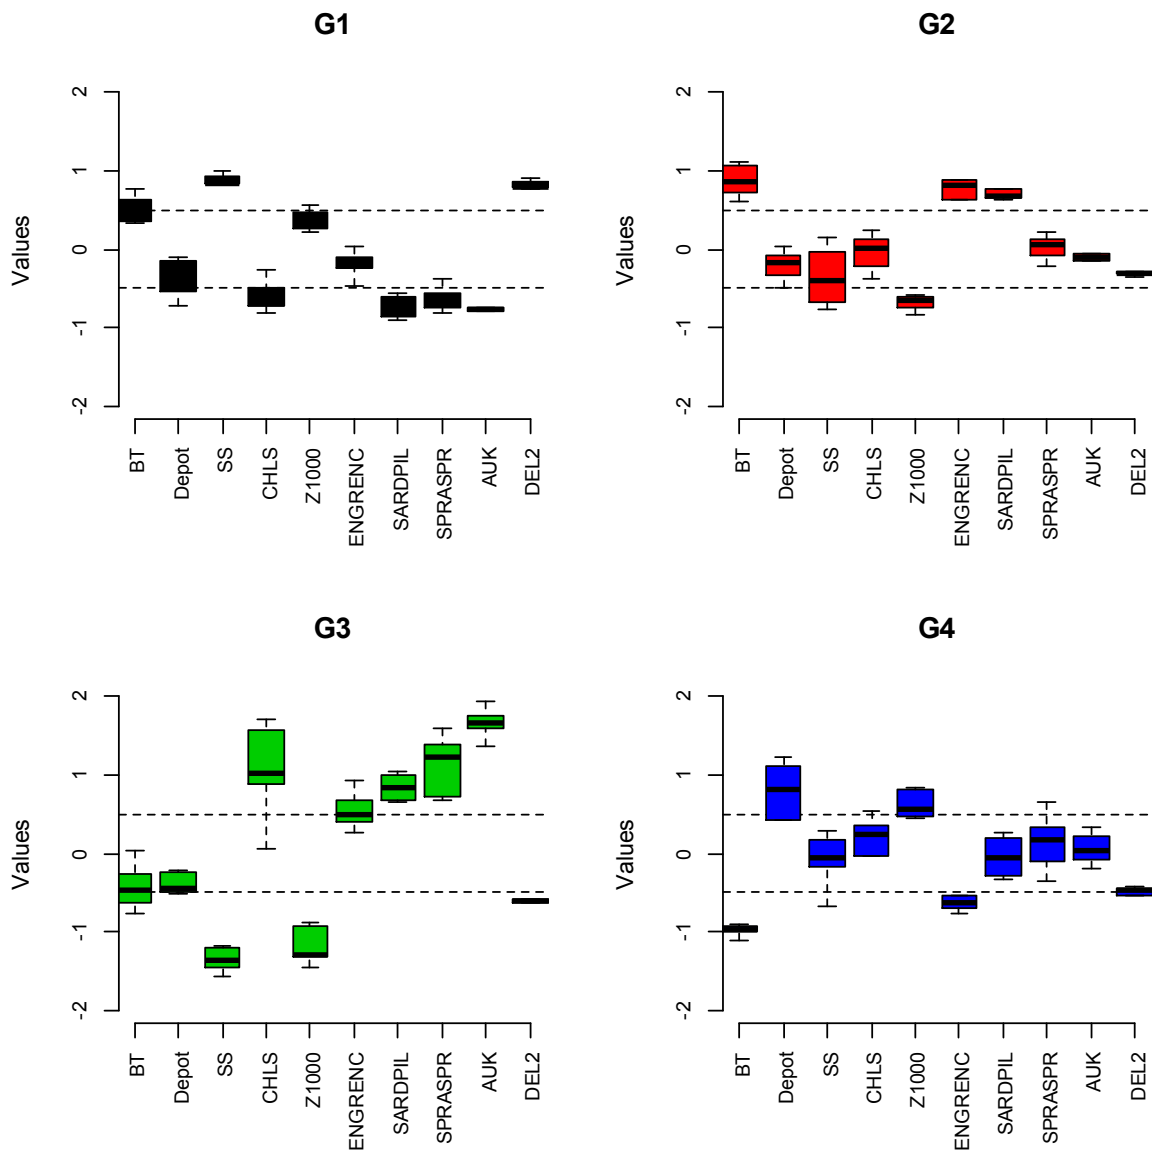 G1
Values
2
1
0
-1
-2
BT
Depot
SS
CHLS
Z1000
ENGRENC
SARDPIL
SPRASPR
AUK
DEL2
G2
Values
2
1
0
-1
-2
BT
Depot
SS
CHLS
Z1000
ENGRENC
SARDPIL
SPRASPR
AUK
DEL2
G3
Values
2
1
0
-1
-2
BT
Depot
SS
CHLS
Z1000
ENGRENC
SARDPIL
SPRASPR
AUK
DEL2
G4
Values
2
1
0
-1
-2
BT
Depot
SS
CHLS
Z1000
ENGRENC
SARDPIL
SPRASPR
AUK
DEL2